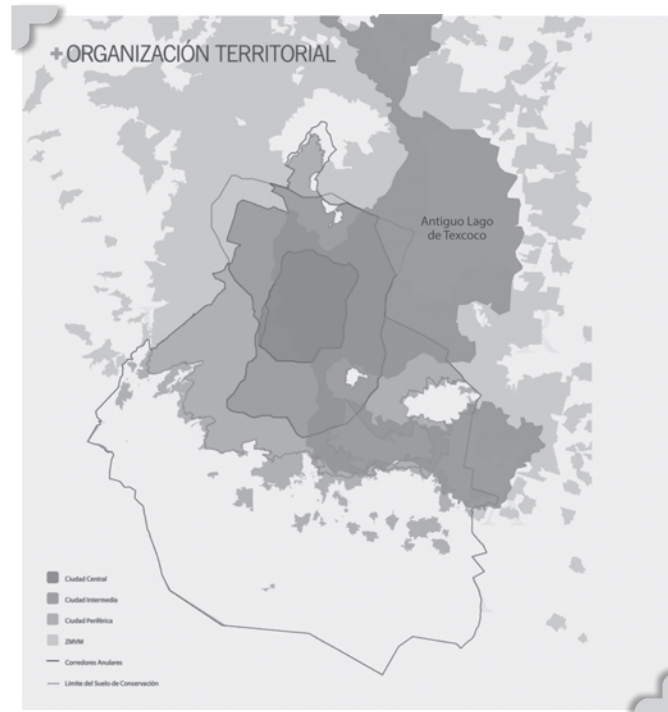 +ORGANIZACIÓN TERRITORIAL
Antiguo Lago
de Texcoco
Ciudad Central
Ciudad Intermedia
Ciudad Periférica
ZMVM
Corredores Anulares
Límite del Suelo de Conservación